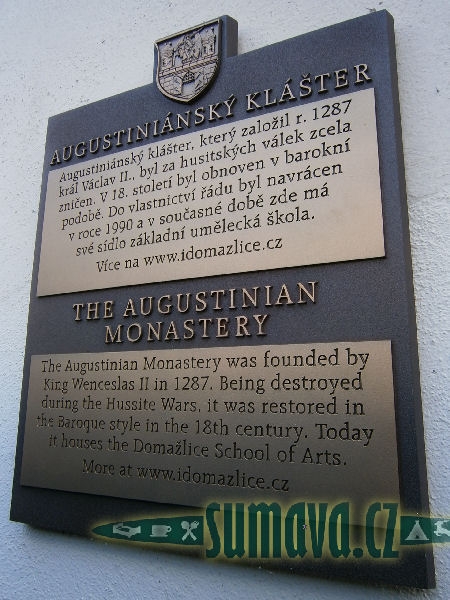 AUGUSTINIÁNSKÝ KLÁŠTER
Augustiniánský klášter, který založil r. 1287
král Václav II., byl za husitských válek zcela
zničen. V 18. století byl obnoven v barokní
podobě. Do vlastnictví řádu byl navrácen
v roce 1990 a v současné době zde má
své sídlo základní umělecká škola.
Více na www.idomazlice.cz
THE AUGUSTINIAN
MONASTERY
The Augustinian Monastery was founded by
King Wenceslas II in 1287. Being destroyed
during the Hussite Wars, it was restored in
the Baroque style in the 18th century. Today
it houses the Domažlice School of Arts.
More at www.idomazlice.cz
sumava.cz